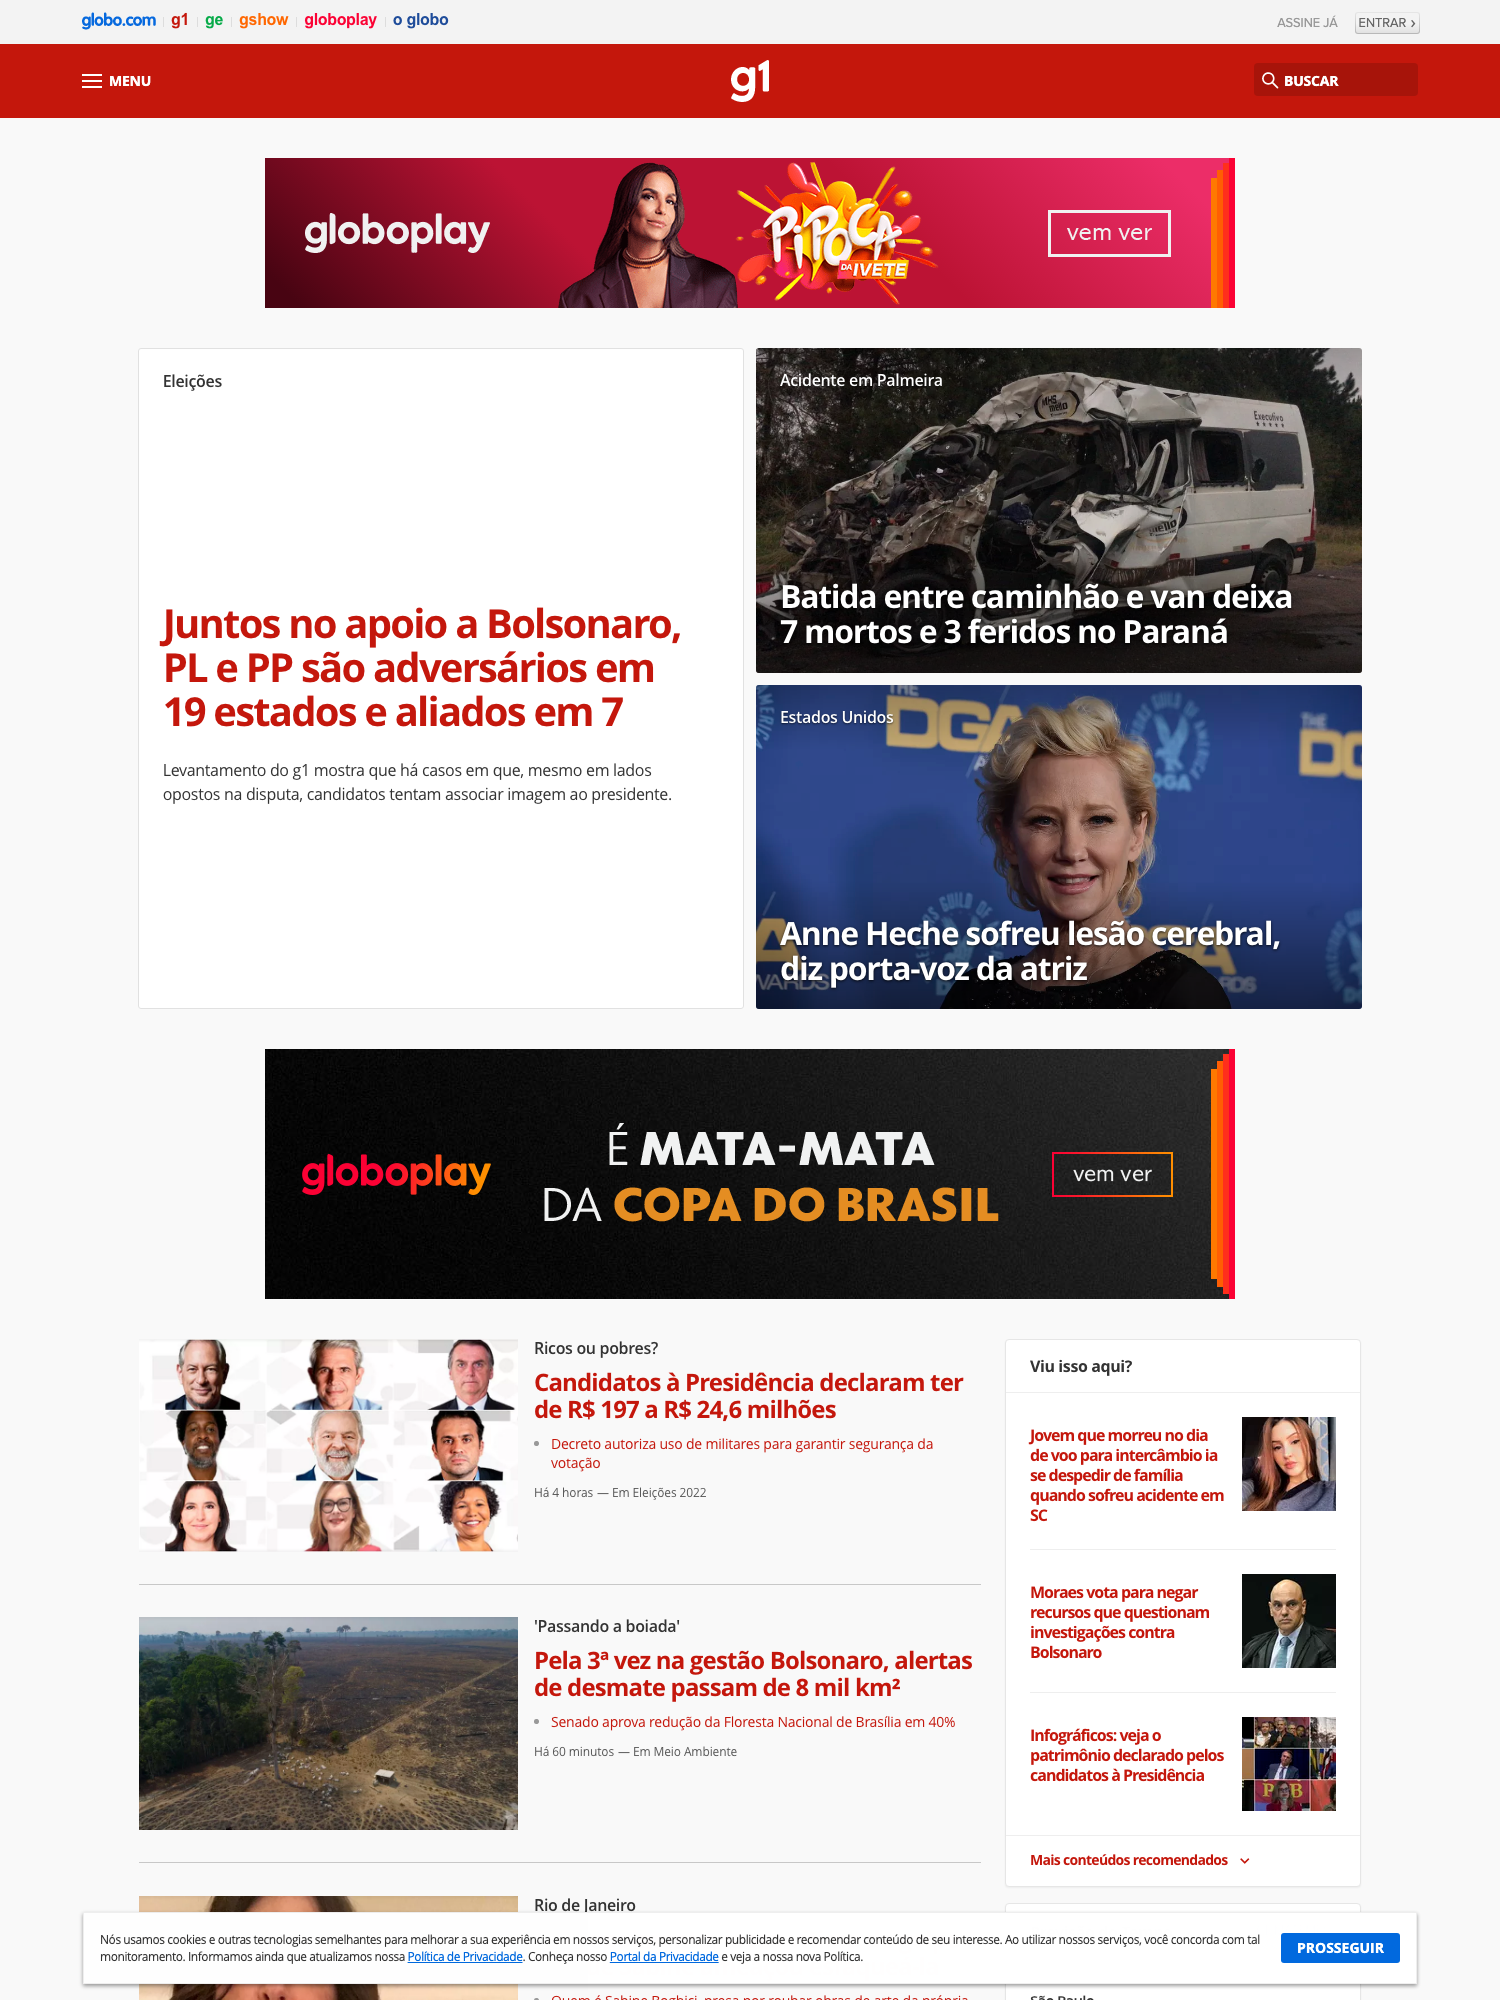 globo.com g1 ge gshow globoplay o globo
ASSINE JÁ
ENTRAR ›
MENU
g1
BUSCAR
globoplay
PIPOCA
DA IVETE
vem ver
Eleições
Juntos no apoio a Bolsonaro,
PL e PP são adversários em
19 estados e aliados em 7
Levantamento do g1 mostra que há casos em que, mesmo em lados
opostos na disputa, candidatos tentam associar imagem ao presidente.
Acidente em Palmeira
MHS
mello
Executivo
mello
Batida entre caminhão e van deixa
7 mortos e 3 feridos no Paraná
Estados Unidos
THE
DGA
THE
DGA
Anne Heche sofreu lesão cerebral,
diz porta-voz da atriz
globoplay
É MATA-MATA
DA COPA DO BRASIL
vem ver
Ricos ou pobres?
Candidatos à Presidência declaram ter
de R$ 197 a R$ 24,6 milhões
Decreto autoriza uso de militares para garantir segurança da
votação
Há 4 horas — Em Eleições 2022
'Passando a boiada'
Pela 3ª vez na gestão Bolsonaro, alertas
de desmate passam de 8 mil km²
Senado aprova redução da Floresta Nacional de Brasília em 40%
Há 60 minutos — Em Meio Ambiente
Rio de Janeiro
Viu isso aqui?
Jovem que morreu no dia
de voo para intercâmbio ia
se despedir de família
quando sofreu acidente em
SC
Moraes vota para negar
recursos que questionam
investigações contra
Bolsonaro
Infográficos: veja o
patrimônio declarado pelos
candidatos à Presidência
Mais conteúdos recomendados
Nós usamos cookies e outras tecnologias semelhantes para melhorar a sua experiência em nossos serviços, personalizar publicidade e recomendar conteúdo de seu interesse. Ao utilizar nossos serviços, você concorda com tal
monitoramento. Informamos ainda que atualizamos nossa Política de Privacidade. Conheça nosso Portal da Privacidade e veja a nossa nova Política.
PROSSEGUIR
Quem é Sabine Boghici, presa por roubar obras de arte da própria
São Paulo